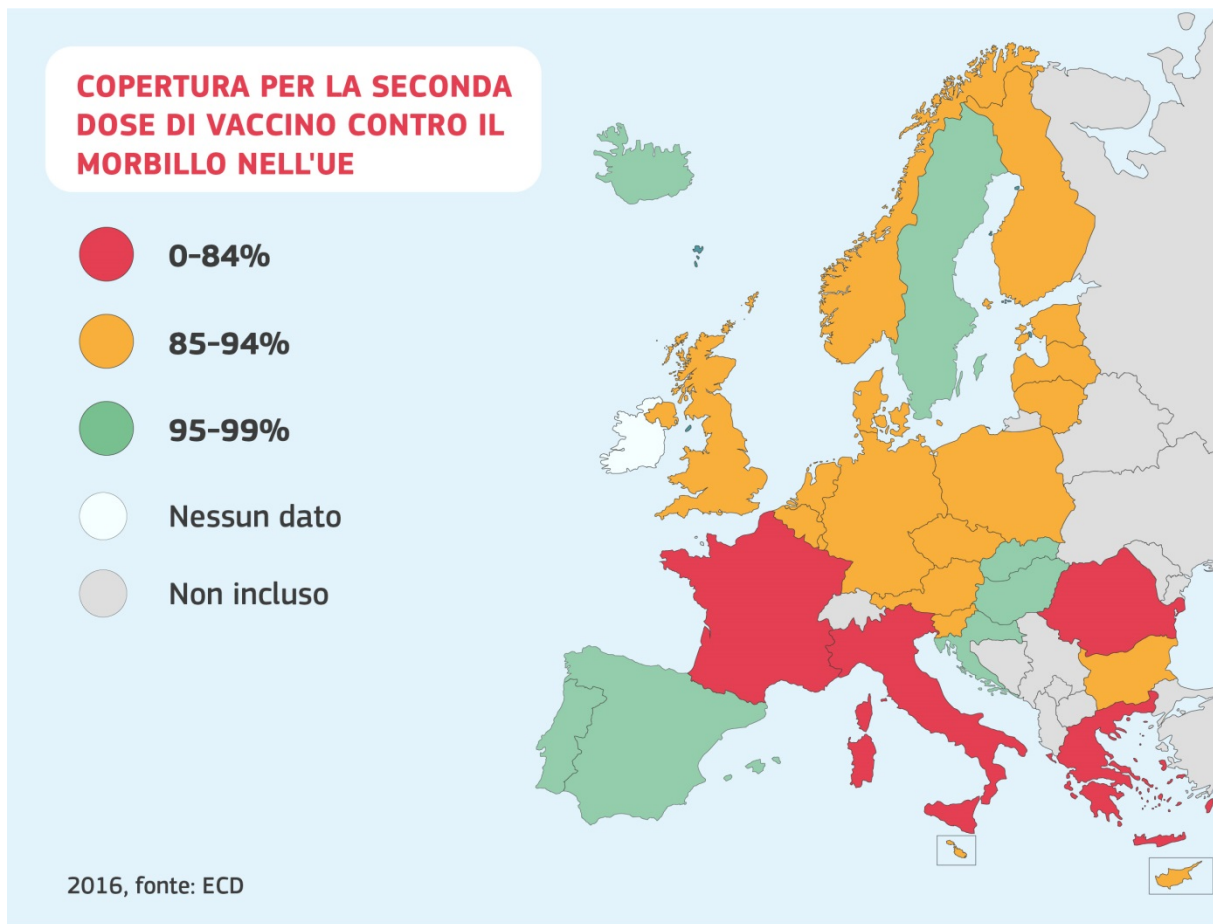 COPERTURA PER LA SECONDA
DOSE DI VACCINO CONTRO IL
MORBILLO NELL'UE
0-84%
85-94%
95-99%
Nessun dato
Non incluso
2016, fonte: ECD